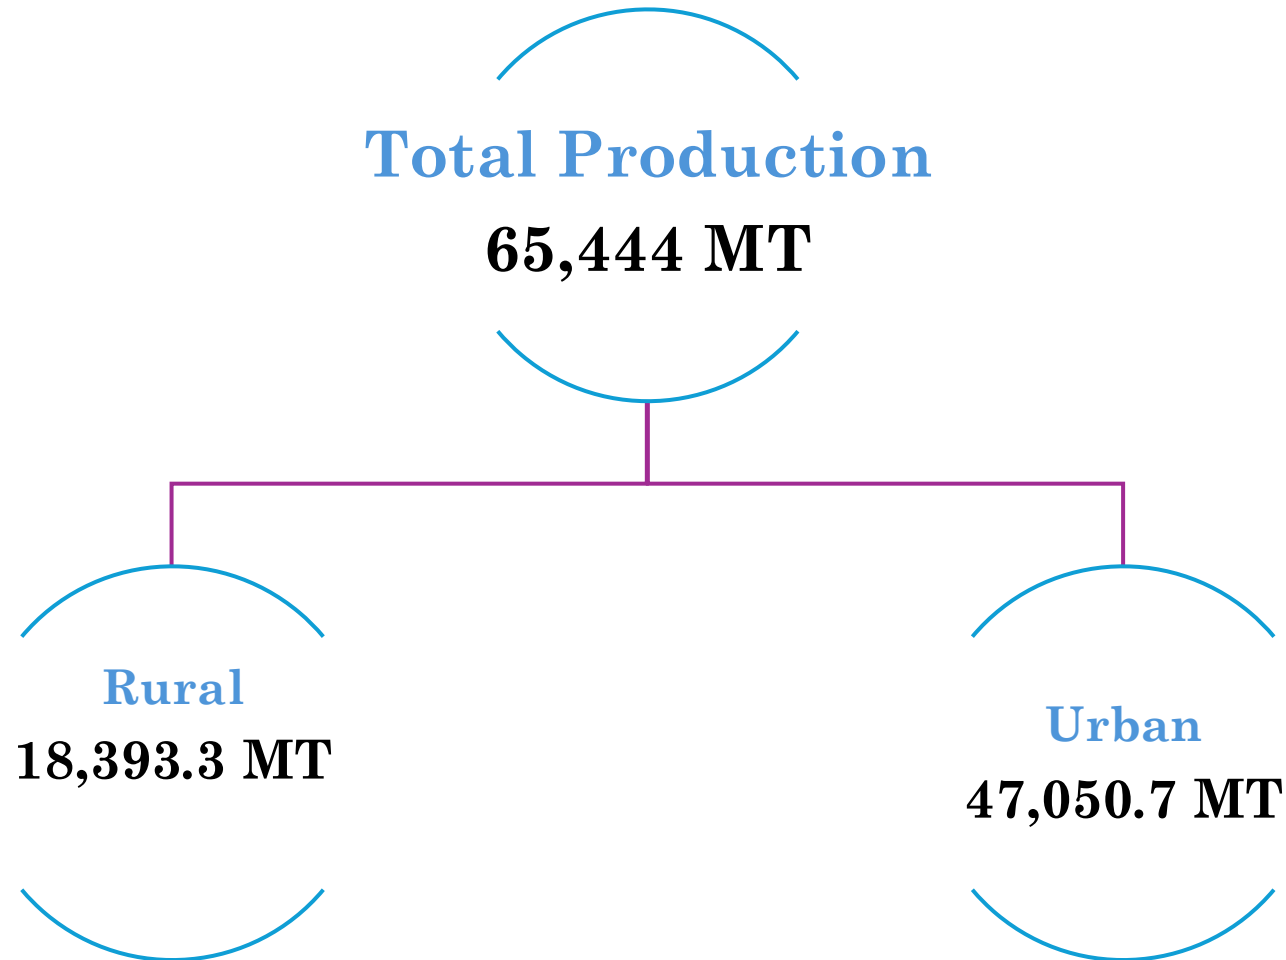 Total Production
65,444 MT
Rural
18,393.3 MT
Urban
47,050.7 MT